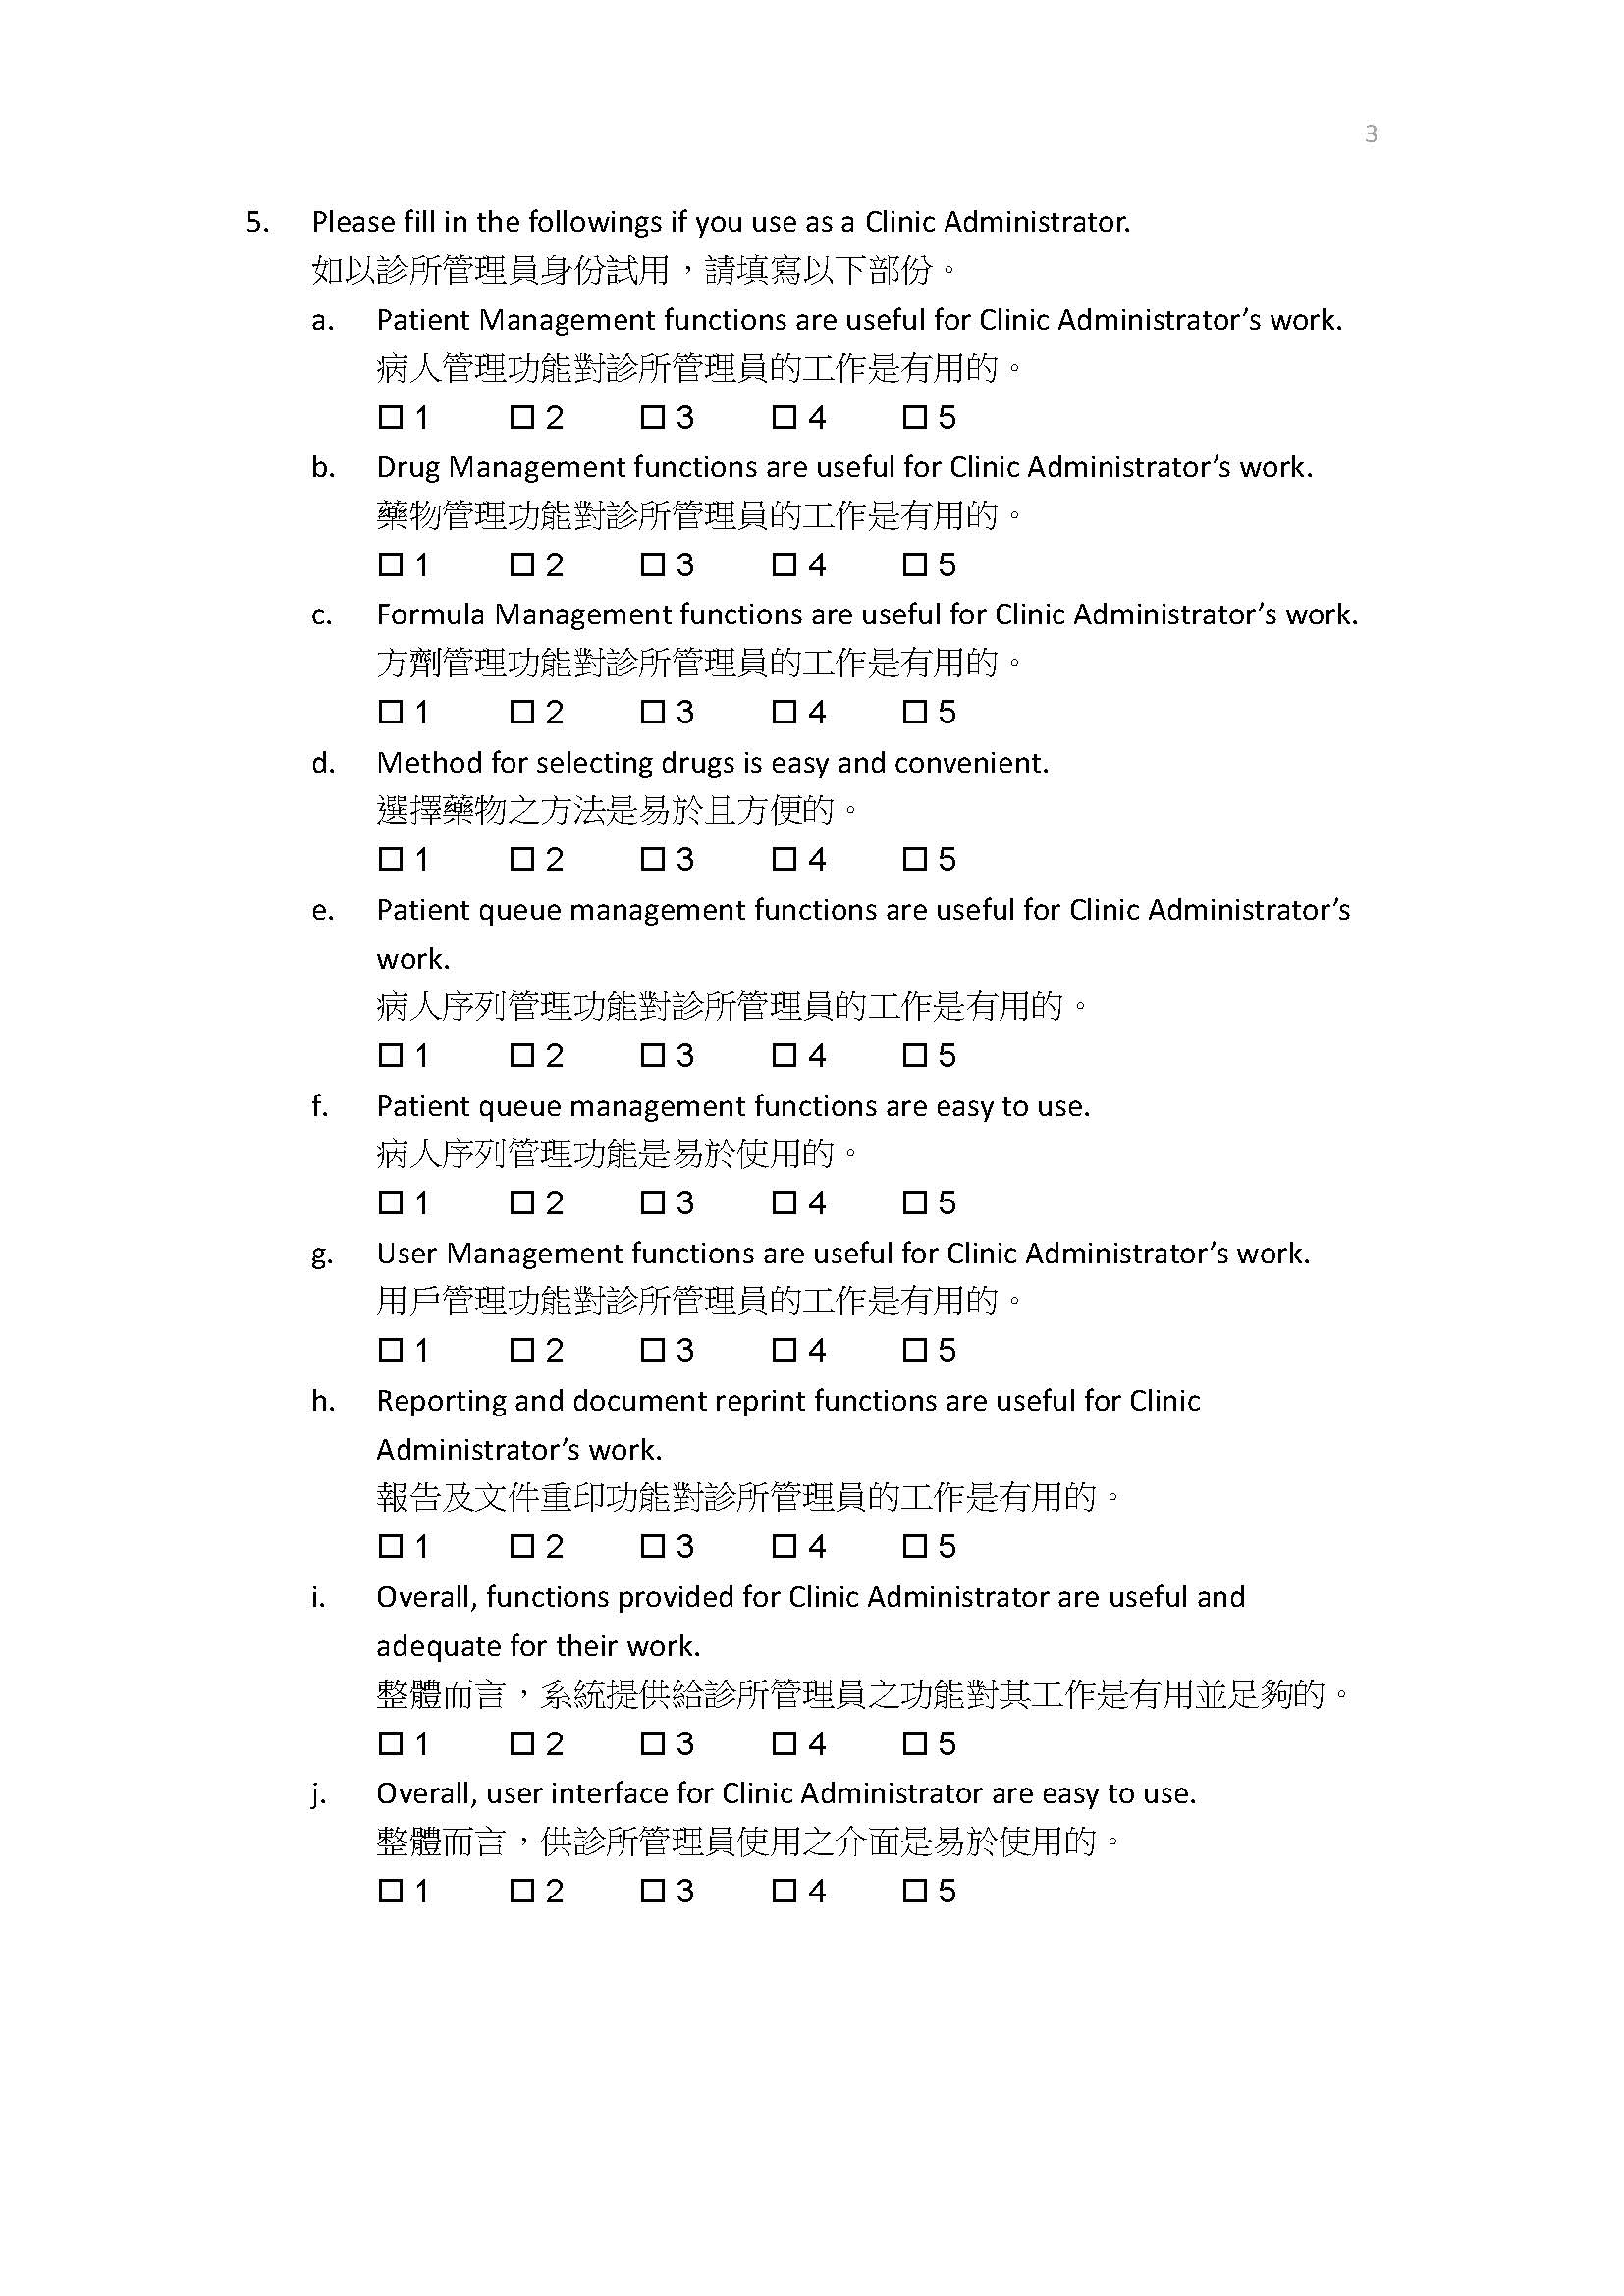 3
5. Please fill in the followings if you use as a Clinic Administrator.
如以診所管理員身份試用，請填寫以下部份。
a. Patient Management functions are useful for Clinic Administrator’s work.
病人管理功能對診所管理員的工作是有用的。
☐ 1 ☐ 2 ☐ 3 ☐ 4 ☐ 5
b. Drug Management functions are useful for Clinic Administrator’s work.
藥物管理功能對診所管理員的工作是有用的。
☐ 1 ☐ 2 ☐ 3 ☐ 4 ☐ 5
c. Formula Management functions are useful for Clinic Administrator’s work.
方劑管理功能對診所管理員的工作是有用的。
☐ 1 ☐ 2 ☐ 3 ☐ 4 ☐ 5
d. Method for selecting drugs is easy and convenient.
選擇藥物之方法是易於且方便的。
☐ 1 ☐ 2 ☐ 3 ☐ 4 ☐ 5
e. Patient queue management functions are useful for Clinic Administrator’s
work.
病人序列管理功能對診所管理員的工作是有用的。
☐ 1 ☐ 2 ☐ 3 ☐ 4 ☐ 5
f. Patient queue management functions are easy to use.
病人序列管理功能是易於使用的。
☐ 1 ☐ 2 ☐ 3 ☐ 4 ☐ 5
g. User Management functions are useful for Clinic Administrator’s work.
用戶管理功能對診所管理員的工作是有用的。
☐ 1 ☐ 2 ☐ 3 ☐ 4 ☐ 5
h. Reporting and document reprint functions are useful for Clinic
Administrator’s work.
報告及文件重印功能對診所管理員的工作是有用的。
☐ 1 ☐ 2 ☐ 3 ☐ 4 ☐ 5
i. Overall, functions provided for Clinic Administrator are useful and
adequate for their work.
整體而言，系統提供給診所管理員之功能對其工作是有用並足夠的。
☐ 1 ☐ 2 ☐ 3 ☐ 4 ☐ 5
j. Overall, user interface for Clinic Administrator are easy to use.
整體而言，供診所管理員使用之介面是易於使用的。
☐ 1 ☐ 2 ☐ 3 ☐ 4 ☐ 5